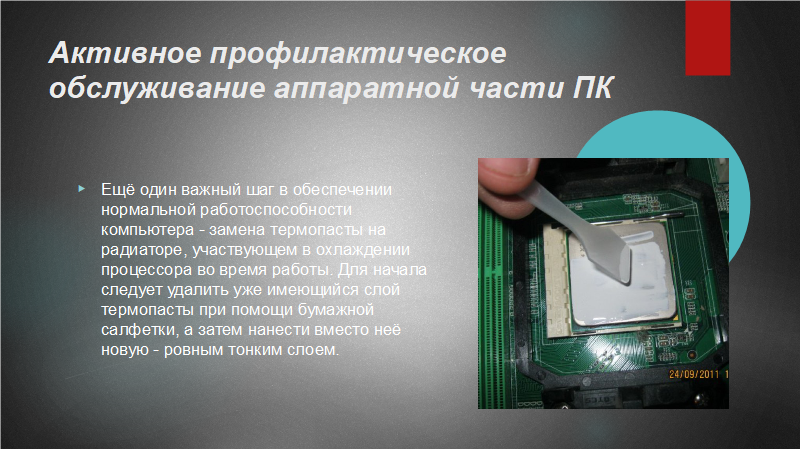 Активное профилактическое
обслуживание аппаратной части ПК
Ещё один важный шаг в обеспечении
нормальной работоспособности
компьютера - замена термопасты на
радиаторе, участвующем в охлаждении
процессора во время работы. Для начала
следует удалить уже имеющийся слой
термопасты при помощи бумажной
салфетки, а затем нанести вместо неё
новую - ровным тонким слоем.
24/09/2011 1